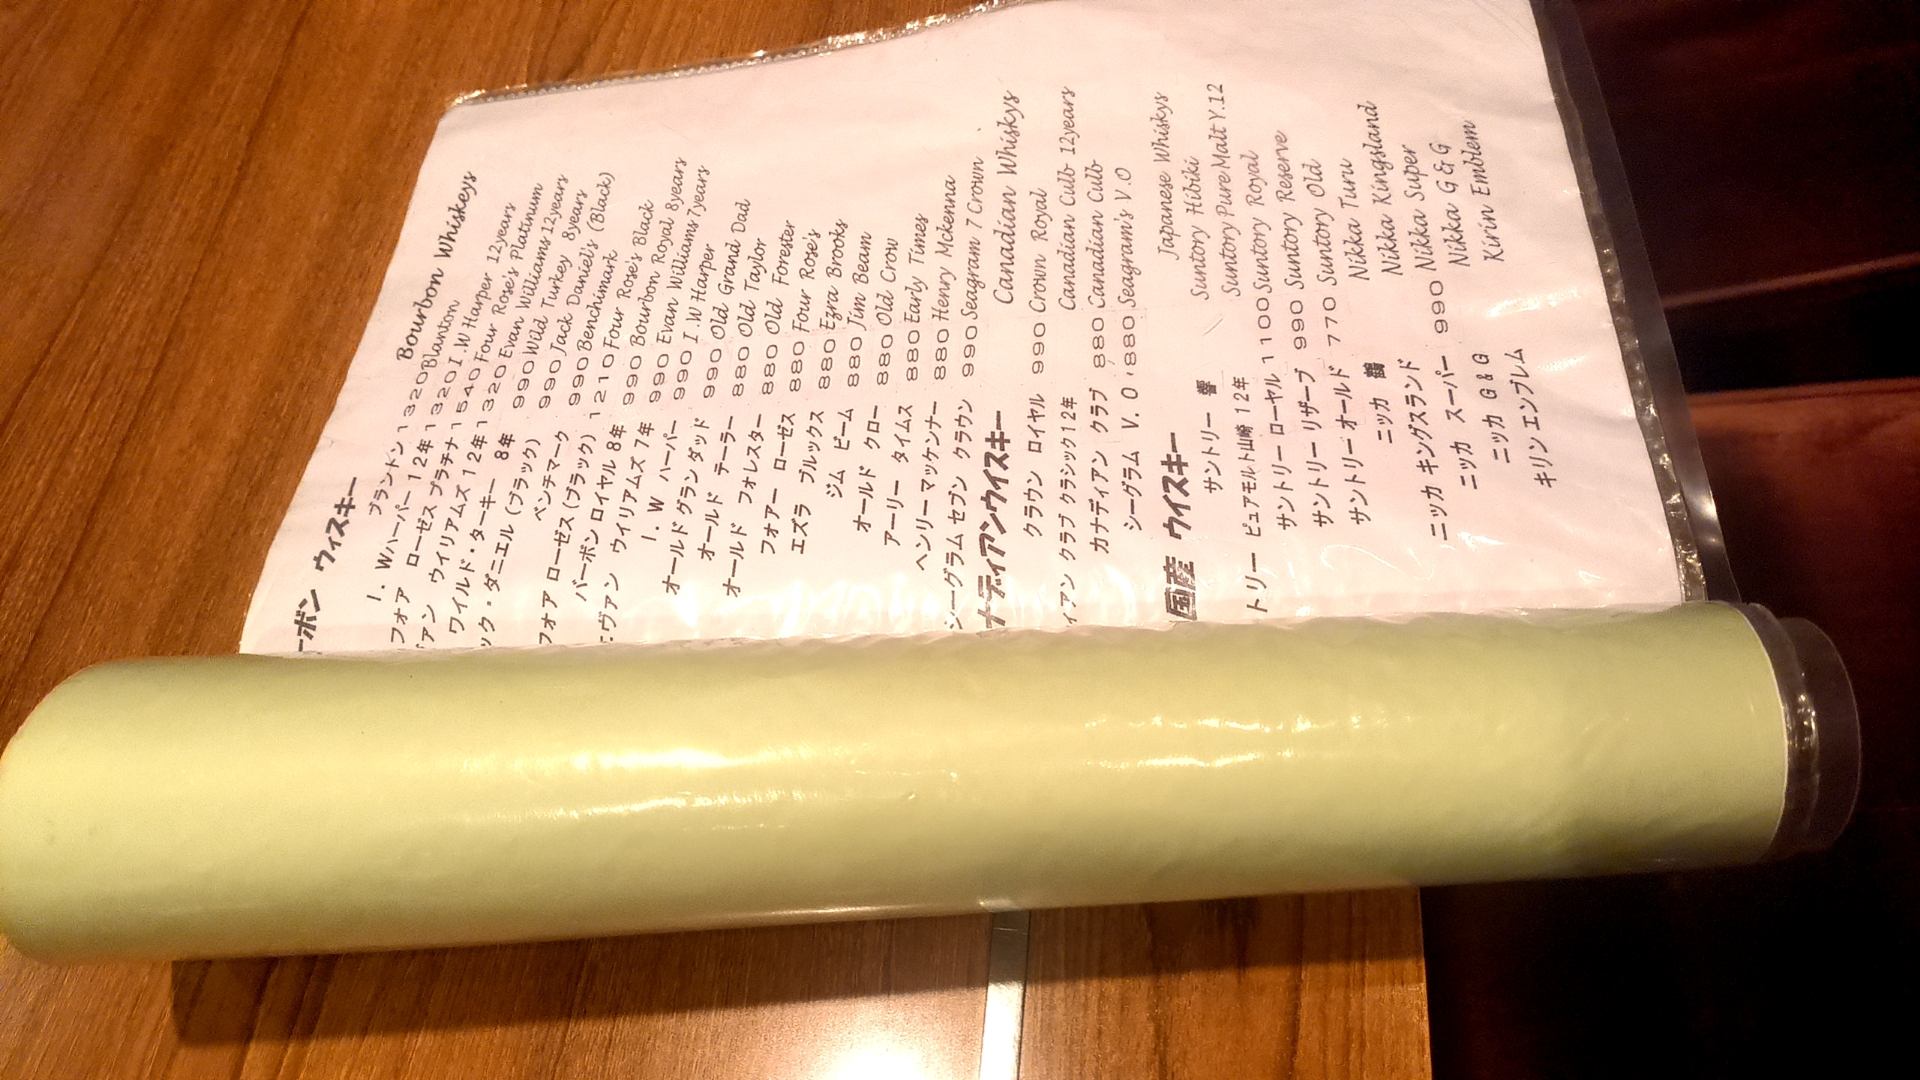 ーボン ウィスキー Bourbon Whiskeys
ブランドン 1320 Blanton
I. Wハーパー 12年 1320 I.W Harper 12years
フォア ローゼス プラチナ 1540 Four Rose's Platinum
ァン ウイリアムズ 12年 1320 Evan Williams 12years
ワイルド・ターキー 8年 990 Wild Turkey 8years
ック・ダニエル (ブラック) 990 Jack Daniel's (Black)
ベンチマーク 990 Benchimark
フォア ローゼス (ブラック) 1210 Four Rose's Black
バーボン ロイヤル 8年 990 Bourbon Royal 8years
ヴァン ウイリアムズ 7年 990 Evan Williams 7years
I. W ハーパー 990 I.W Harper
オールド グラン ダッド 990 Old Grand Dad
オールド テーラー 880 Old Taylor
オールド フォレスター 880 Old Forester
フォアー ローゼス 880 Four Rose's
エズラ ブルックス 880 Ezra Brooks
ジム ビーム 880 Jim Beam
オールド クロー 880 Old Crow
アーリー タイムス 880 Early Times
ヘンリーマッケンナー 880 Henry Mckenna
シーグラム セブン クラウン 990 Seagram 7 Crown
ナディアンウイスキー Canadian Whiskys
クラウン ロイヤル 990 Crown Royal
ィアン クラブ クラシック12年 Canadian Culb 12years
カナディアン クラブ 880 Canadian Culb
シーグラム V. O. 880 Seagram's V.O
国産 ウイスキー Japanese Whiskys
サントリー 響 Suntory Hibiki
トリー ピュアモルト山崎 12年 Suntory Pure Malt Y.12
サントリー ローヤル 1100 Suntory Royal
サントリー リザーブ 990 Suntory Reserve
サントリー オールド 770 Suntory Old
ニッカ 鶴 Nikka Turu
ニッカ キングスランド Nikka Kingsland
ニッカ スーパー 990 Nikka Super
ニッカ G & G Nikka G & G
キリン エンブレム Kirin Emblem